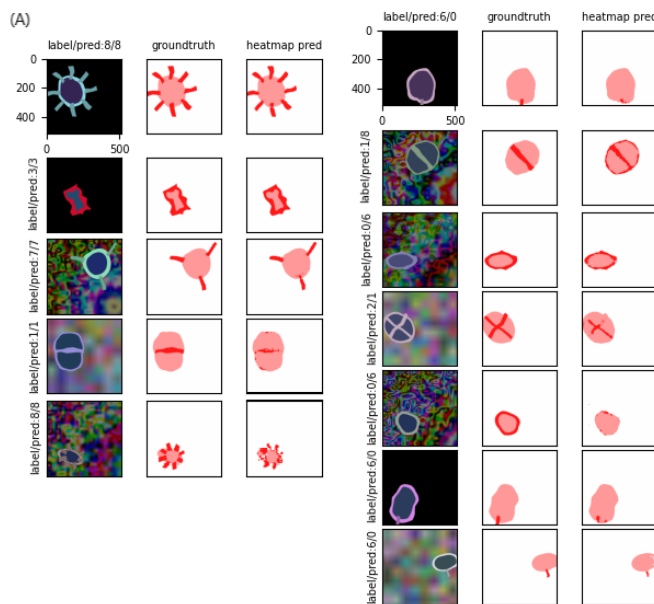 (A)
label/pred:8/8 groundtruth heatmap pred
0
200
400
0 500
label/pred:3/3
label/pred:7/7
label/pred:1/1
label/pred:8/8
label/pred:6/0 groundtruth heatmap pred
0
200
400
0 500
label/pred:1/8
label/pred:0/6
label/pred:2/1
label/pred:0/6
label/pred:6/0
label/pred:6/0